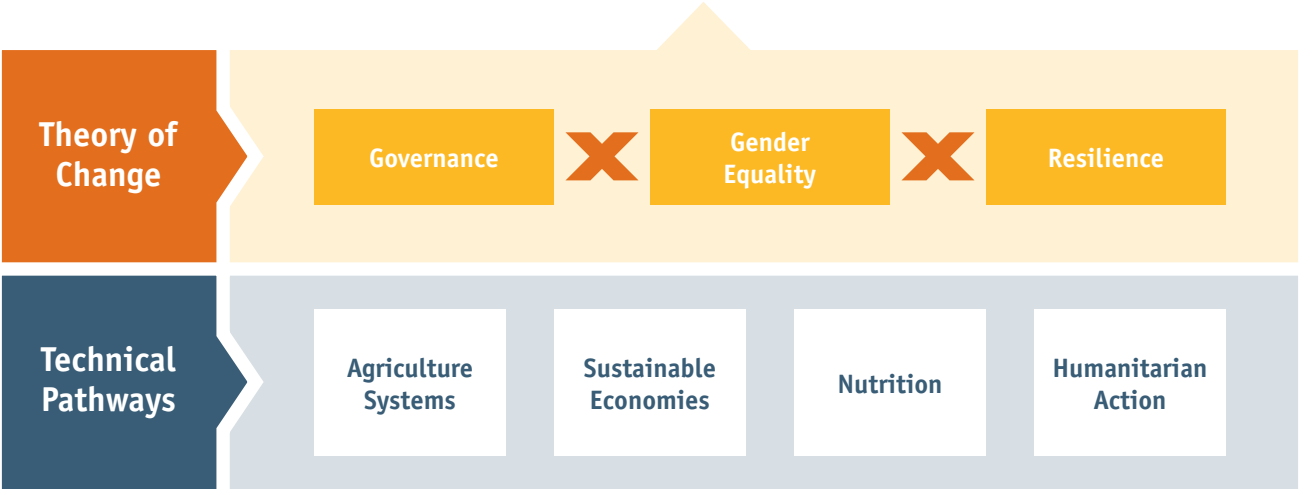 Theory of
Change
Governance
Gender
Equality
Resilience
Technical
Pathways
Agriculture
Systems
Sustainable
Economies
Nutrition
Humanitarian
Action